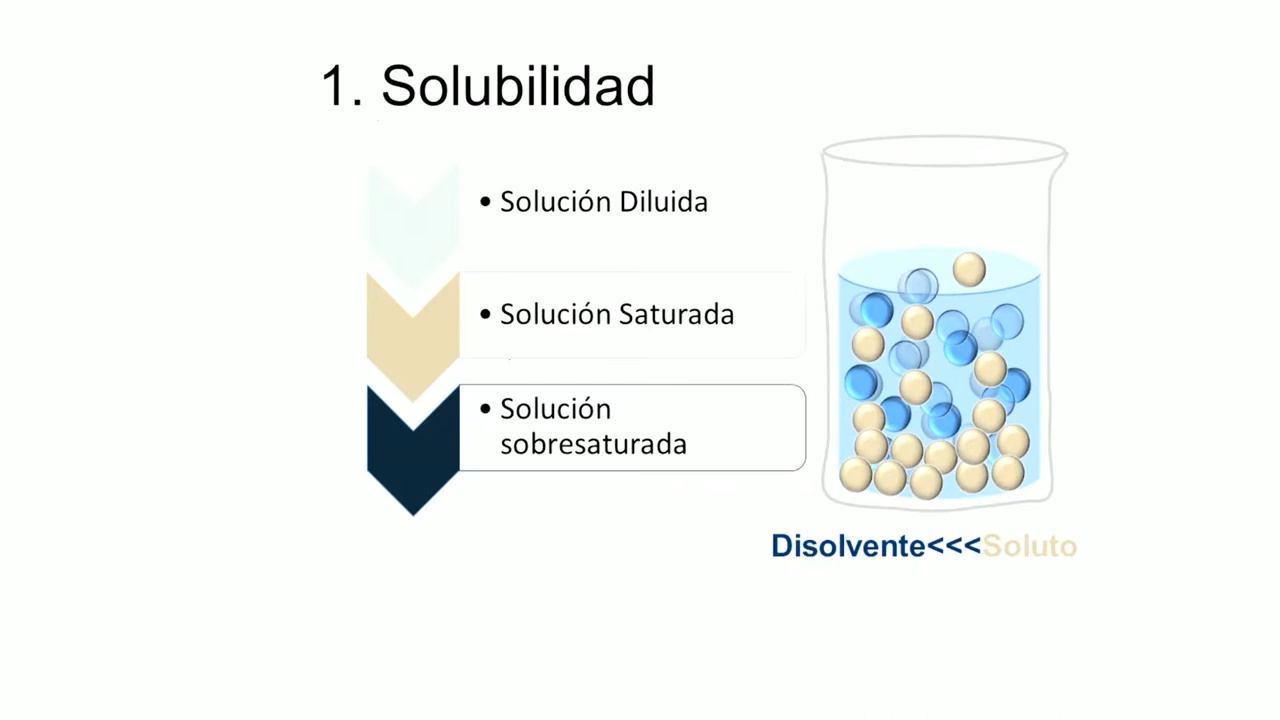 1. Solubilidad
• Solución Diluida
• Solución Saturada
• Solución
sobresaturada
Disolvente<<<Soluto